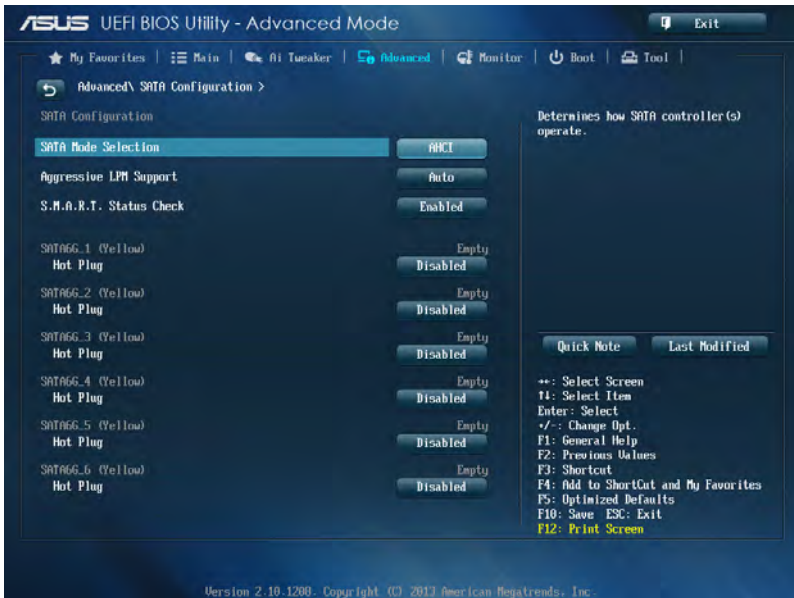 ASUS UEFI BIOS Utility - Advanced Mode
Exit
My Favorites | Main | Ai Tweaker | Advanced | Monitor | Boot | Tool |
Advanced\ SATA Configuration >
SATA Configuration
SATA Mode Selection AHCI
Aggressive LPM Support Auto
S.M.A.R.T. Status Check Enabled
SATA6G_1 (Yellow) Empty
Hot Plug Disabled
SATA6G_2 (Yellow) Empty
Hot Plug Disabled
SATA6G_3 (Yellow) Empty
Hot Plug Disabled
SATA6G_4 (Yellow) Empty
Hot Plug Disabled
SATA6G_5 (Yellow) Empty
Hot Plug Disabled
SATA6G_6 (Yellow) Empty
Hot Plug Disabled
Determines how SATA controller(s)
operate.
Quick Note Last Modified
→←: Select Screen
↑↓: Select Item
Enter: Select
+/-: Change Opt.
F1: General Help
F2: Previous Values
F3: Shortcut
F4: Add to ShortCut and My Favorites
F5: Optimized Defaults
F10: Save ESC: Exit
F12: Print Screen
Version 2.10.1208. Copyright (C) 2013 American Megatrends, Inc.